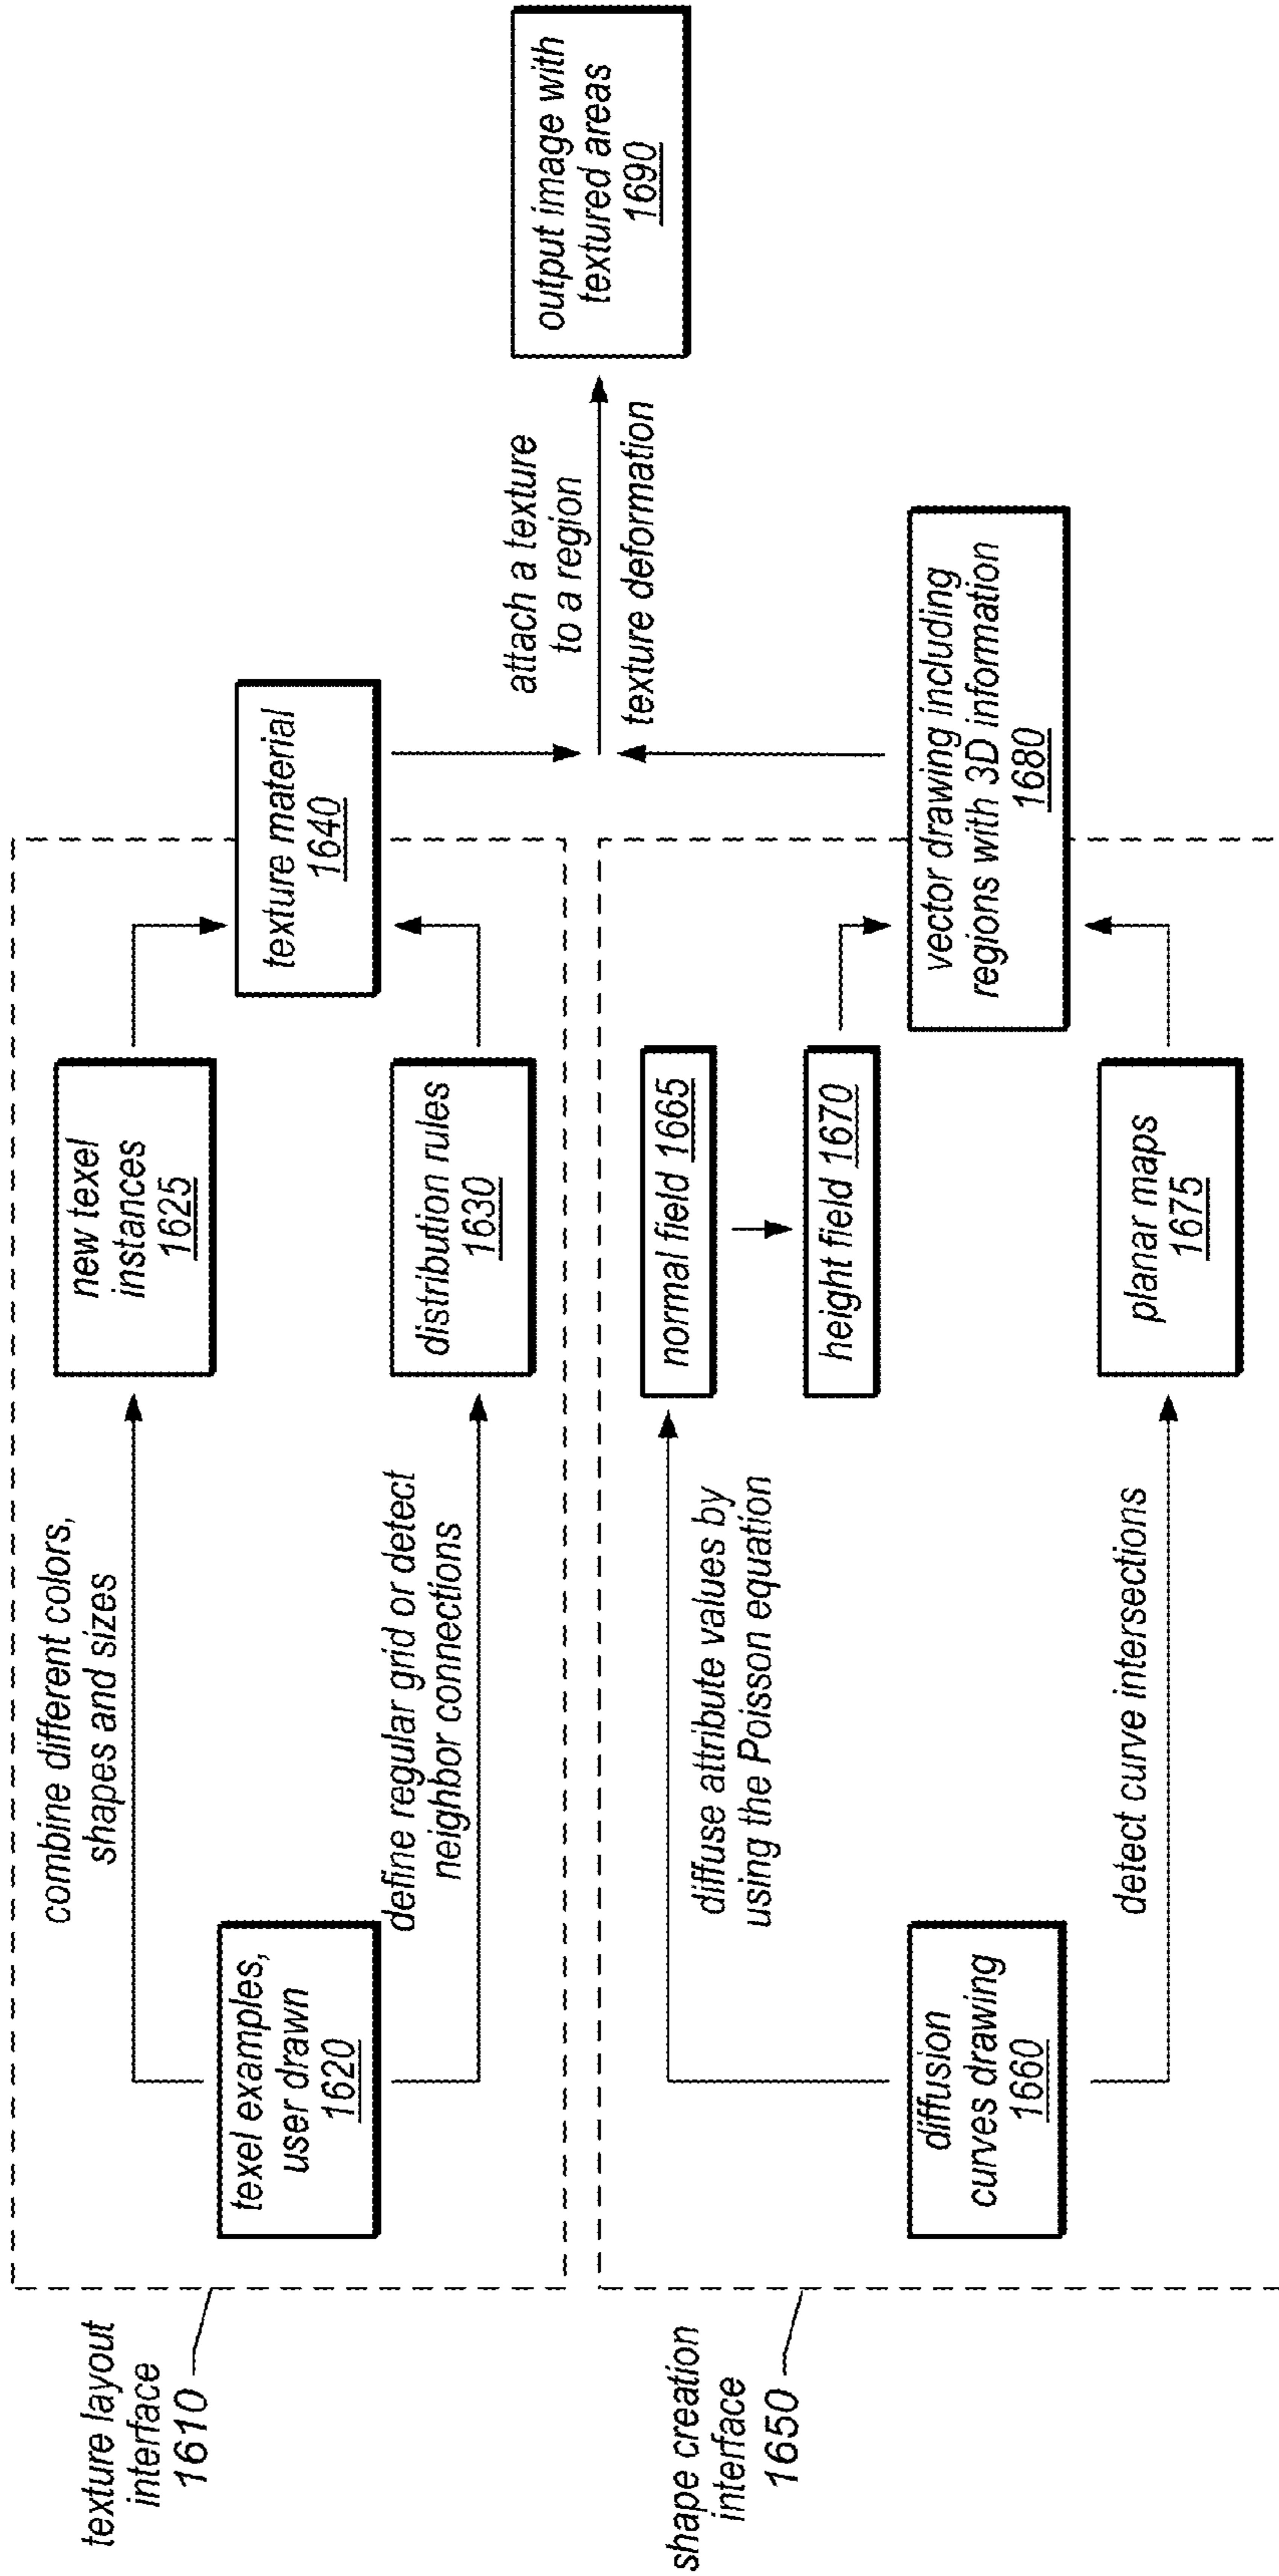 texture layout
interface
1610
combine different colors,
shapes and sizes
texel examples,
user drawn
1620
define regular grid or detect
neighbor connections
new texel
instances
1625
distribution rules
1630
texture material
1640
attach a texture
to a region
texture deformation
output image with
textured areas
1690
shape creation
interface
1650
diffuse attribute values by
using the Poisson equation
diffusion
curves drawing
1660
detect curve intersections
normal field 1665
height field 1670
planar maps
1675
vector drawing including
regions with 3D information
1680